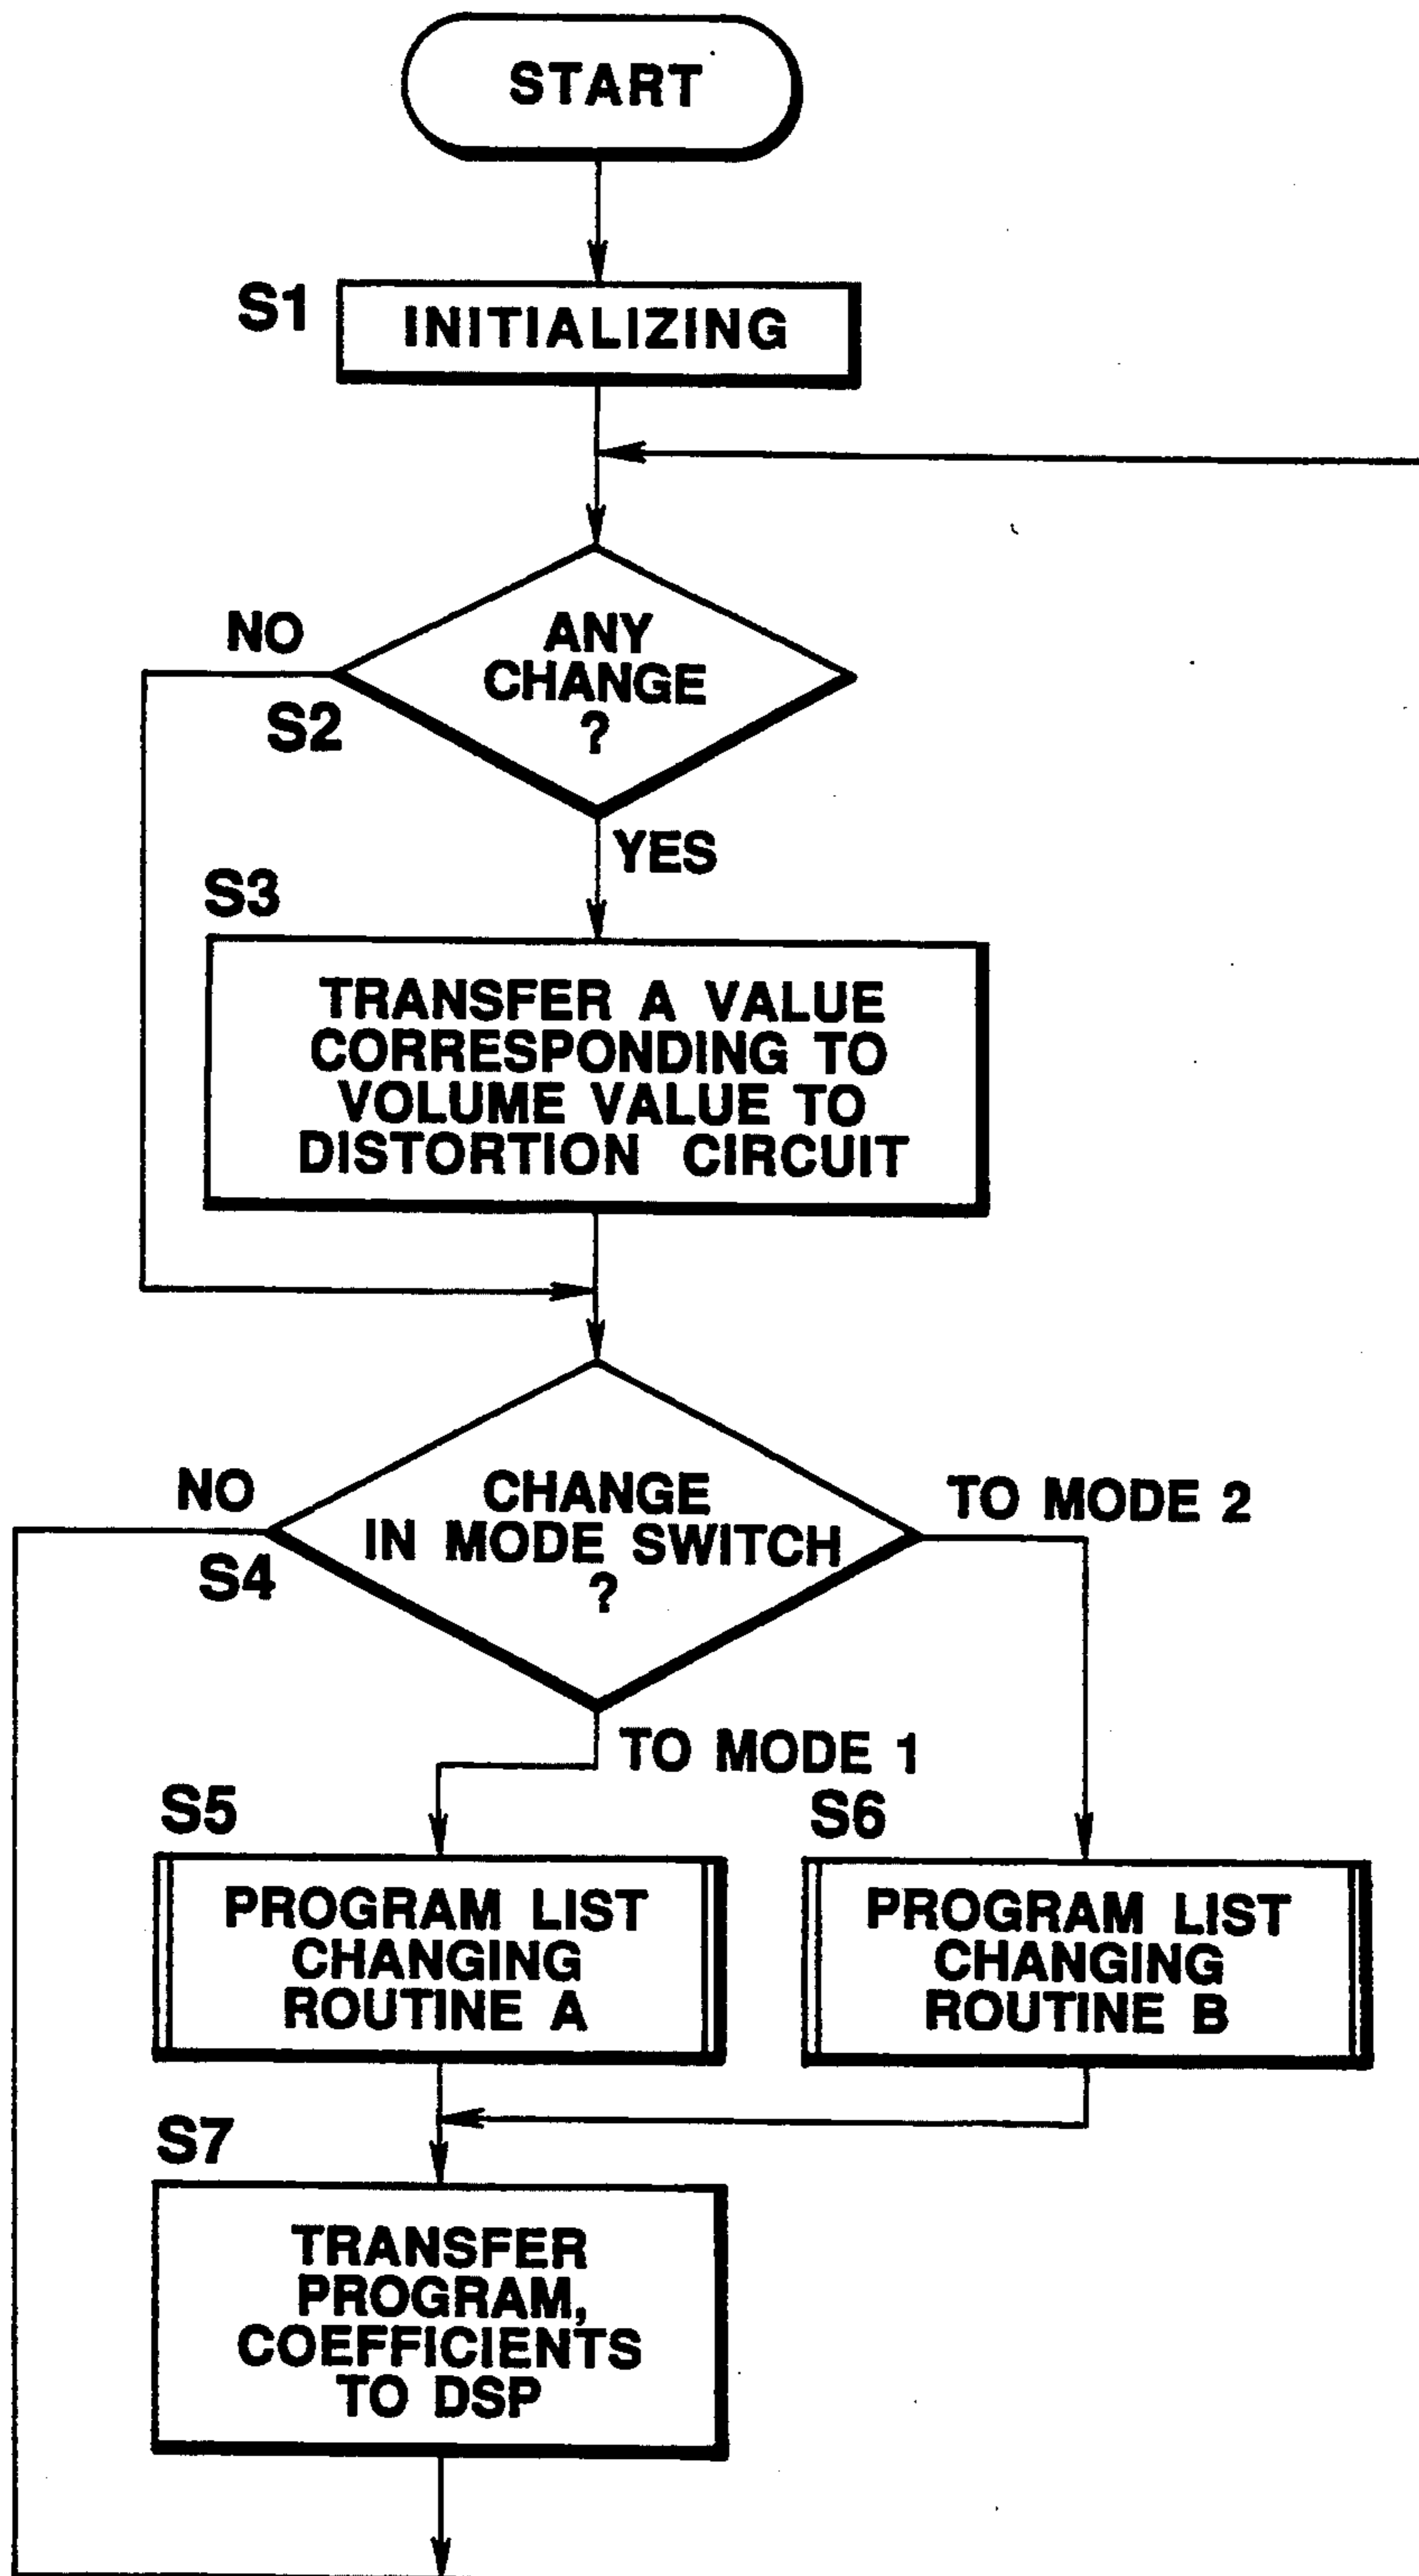 START
S1
INITIALIZING
NO
S2
ANY
CHANGE
?
YES
S3
TRANSFER A VALUE
CORRESPONDING TO
VOLUME VALUE TO
DISTORTION CIRCUIT
NO
S4
CHANGE
IN MODE SWITCH
?
TO MODE 2
TO MODE 1
S5
PROGRAM LIST
CHANGING
ROUTINE A
S6
PROGRAM LIST
CHANGING
ROUTINE B
S7
TRANSFER
PROGRAM,
COEFFICIENTS
TO DSP